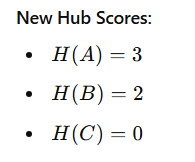 New Hub Scores:
• H(A) = 3
• H(B) = 2
• H(C) = 0